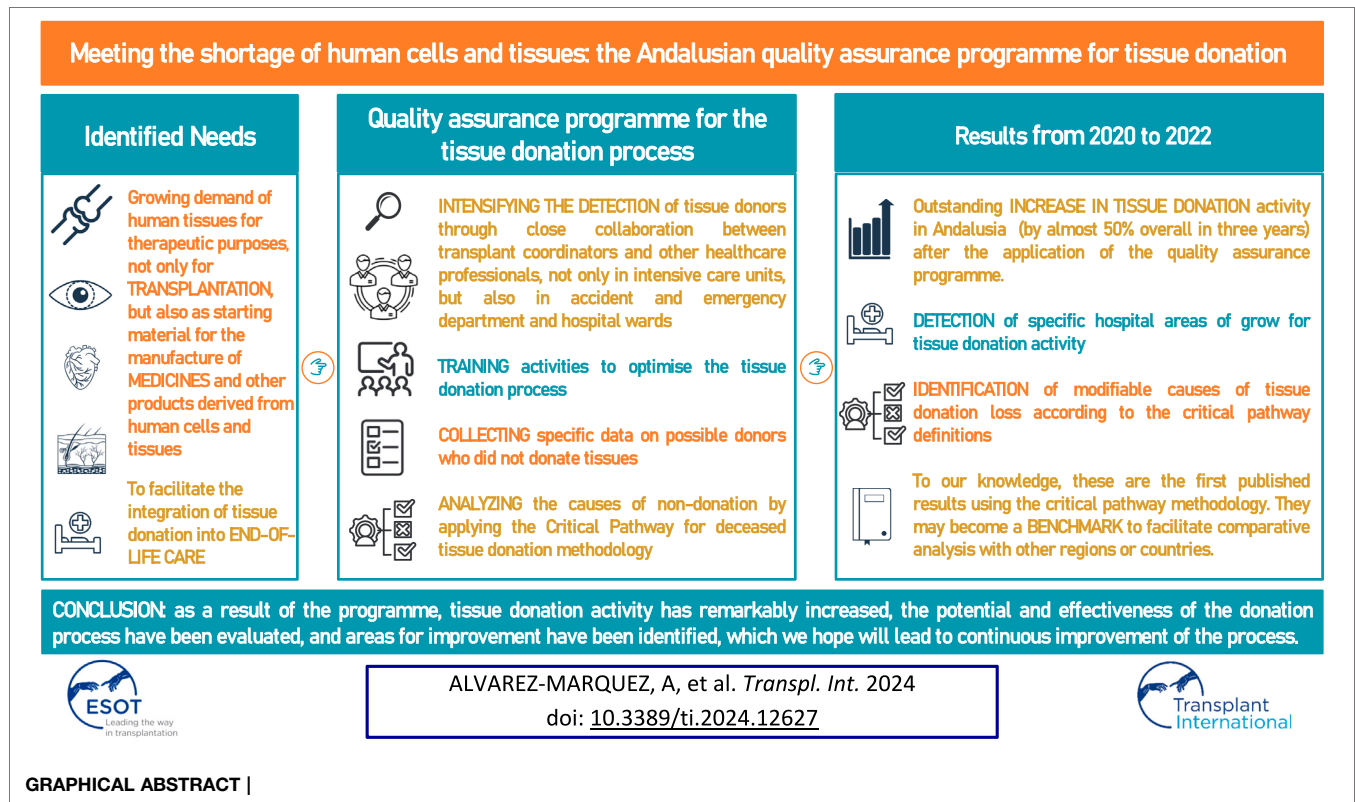 Meeting the shortage of human cells and tissues: the Andalusian quality assurance programme for tissue donation
Identified Needs
Growing demand of
human tissues for
therapeutic purposes,
not only for
TRANSPLANTATION,
but also as starting
material for the
manufacture of
MEDICINES and other
products derived from
human cells and
tissues
To facilitate the
integration of tissue
donation into END-OF-
LIFE CARE
Quality assurance programme for the
tissue donation process
INTENSIFYING THE DETECTION of tissue donors
through close collaboration between
transplant coordinators and other healthcare
professionals, not only in intensive care units,
but also in accident and emergency
department and hospital wards
TRAINING activities to optimise the tissue
donation process
COLLECTING specific data on possible donors
who did not donate tissues
ANALYZING the causes of non-donation by
applying the Critical Pathway for deceased
tissue donation methodology
Results from 2020 to 2022
Outstanding INCREASE IN TISSUE DONATION activity
in Andalusia (by almost 50% overall in three years)
after the application of the quality assurance
programme.
DETECTION of specific hospital areas of grow for
tissue donation activity
IDENTIFICATION of modifiable causes of tissue
donation loss according to the critical pathway
definitions
To our knowledge, these are the first published
results using the critical pathway methodology. They
may become a BENCHMARK to facilitate comparative
analysis with other regions or countries.
CONCLUSION: as a result of the programme, tissue donation activity has remarkably increased, the potential and effectiveness of the donation
process have been evaluated, and areas for improvement have been identified, which we hope will lead to continuous improvement of the process.
ESOT
Leading the way
in transplantation
ALVAREZ-MARQUEZ, A, et al. Transpl. Int. 2024
doi: 10.3389/ti.2024.12627
Transplant
International
GRAPHICAL ABSTRACT |